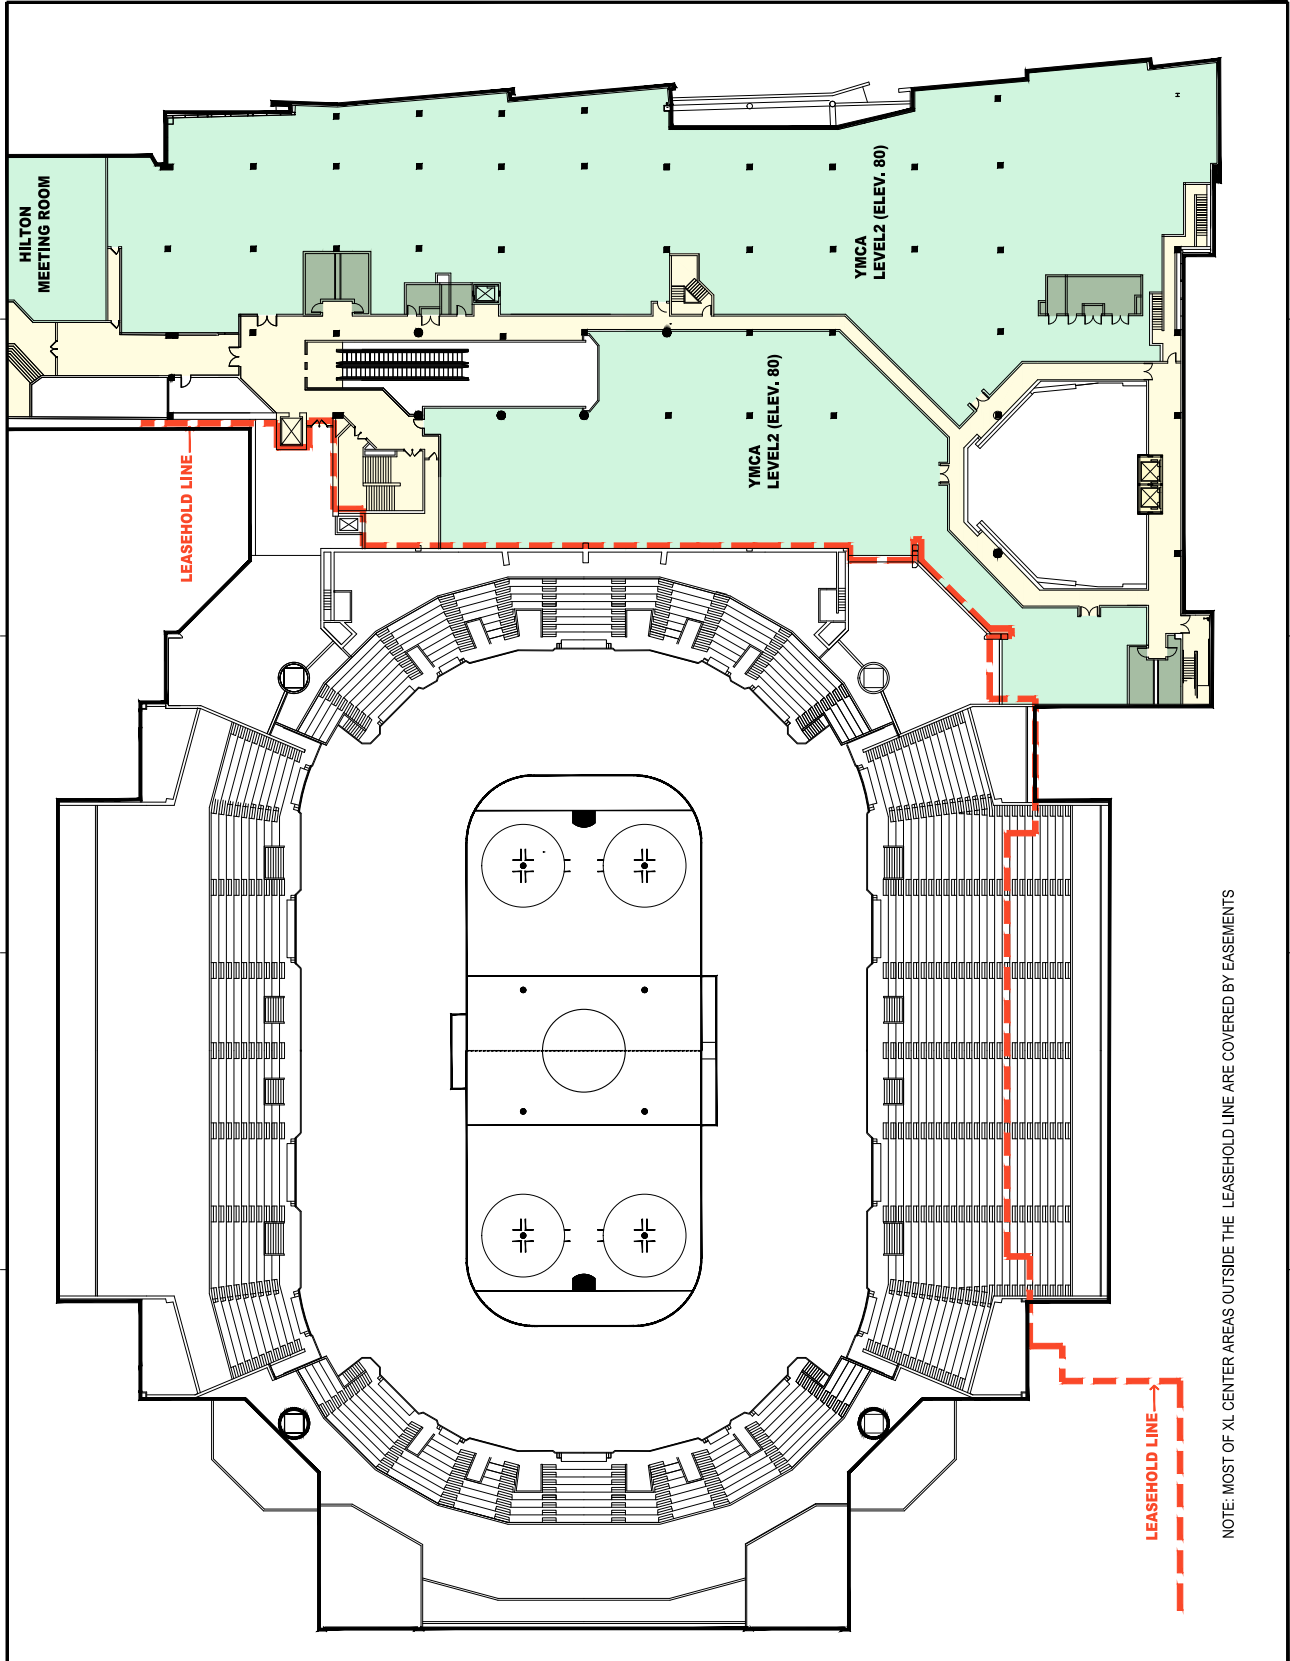 HILTON
MEETING ROOM
YMCA
LEVEL2 (ELEV. 80)
YMCA
LEVEL2 (ELEV. 80)
LEASEHOLD LINE
LEASEHOLD LINE
NOTE: MOST OF XL CENTER AREAS OUTSIDE THE LEASEHOLD LINE ARE COVERED BY EASEMENTS